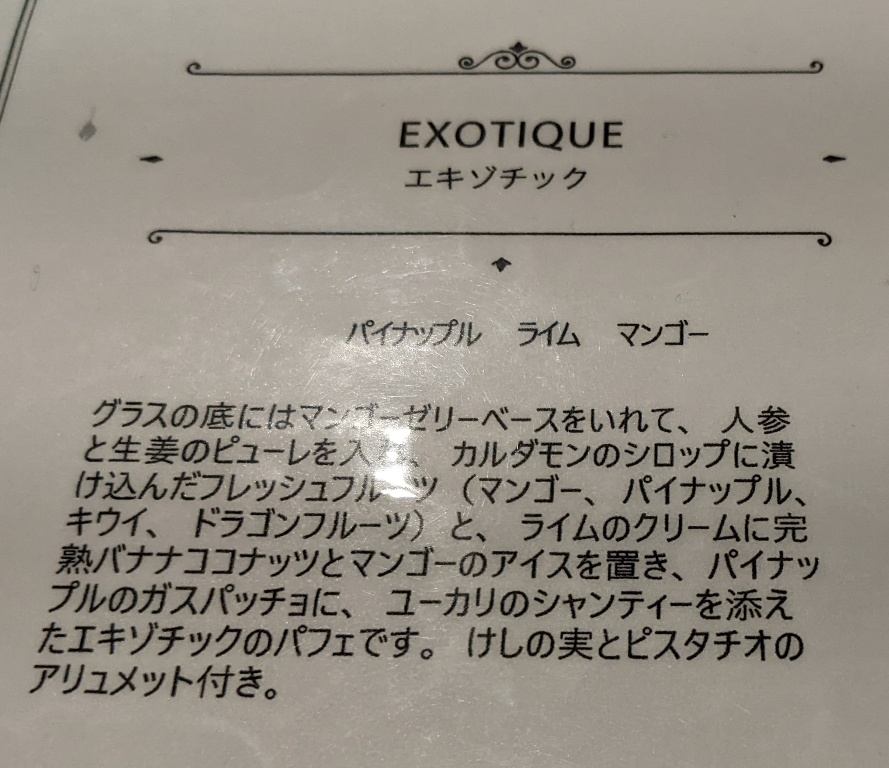 EXOTIQUE
エキゾチック
パイナップル ライム マンゴー
グラスの底にはマンゴーゼリーベースをいれて、 人参
と生姜のピューレを入れ、 カルダモンのシロップに漬
け込んだフレッシュフルーツ (マンゴー、 パイナップル、
キウイ、 ドラゴンフルーツ) と、 ライムのクリームに完
熟バナナココナッツとマンゴーのアイスを置き、 パイナッ
プルのガスパッチョに、 ユーカリのシャンティーを添え
たエキゾチックのパフェです。 けしの実とピスタチオの
アリュメット付き。